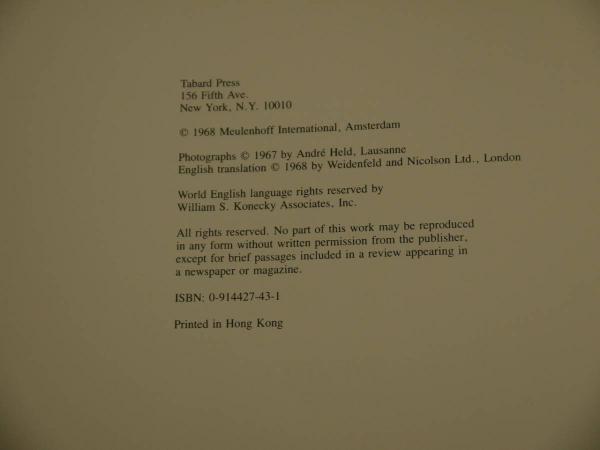 Tabard Press
156 Fifth Ave.
New York, N.Y. 10010
© 1968 Meulenhoff International, Amsterdam
Photographs © 1967 by André Held, Lausanne
English translation © 1968 by Weidenfeld and Nicolson Ltd., London
World English language rights reserved by
William S. Konecky Associates, Inc.
All rights reserved. No part of this work may be reproduced
in any form without written permission from the publisher,
except for brief passages included in a review appearing in
a newspaper or magazine.
ISBN: 0-914427-43-1
Printed in Hong Kong